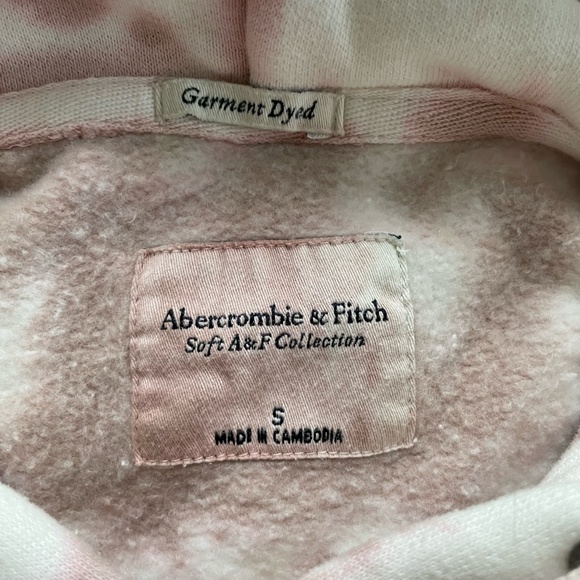 Garment Dyed
Abercrombie & Fitch
Soft A&F Collection
S
MADE IN CAMBODIA